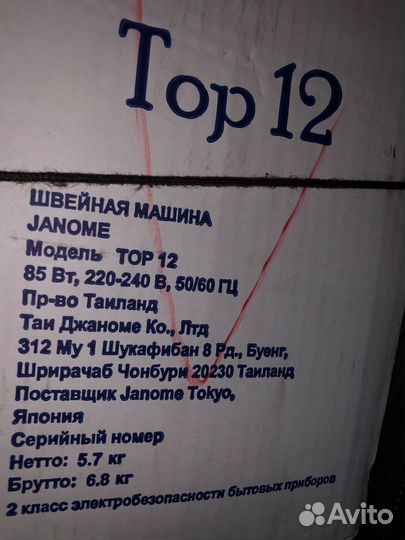 Top 12
ШВЕЙНАЯ МАШИНА
JANOME
Модель TOP 12
85 Вт, 220-240 В, 50/60 ГЦ
Пр-во Таиланд
Таи Джаноме Ко., Лтд
312 Му 1 Шукафибан 8 Рд., Буенг,
Шрирачаб Чонбури 20230 Таиланд
Поставщик Janome Tokyo,
Япония
Серийный номер
Нетто: 5.7 кг
Брутто: 6.8 кг
2 класс электробезопасности бытовых приборов
Avito